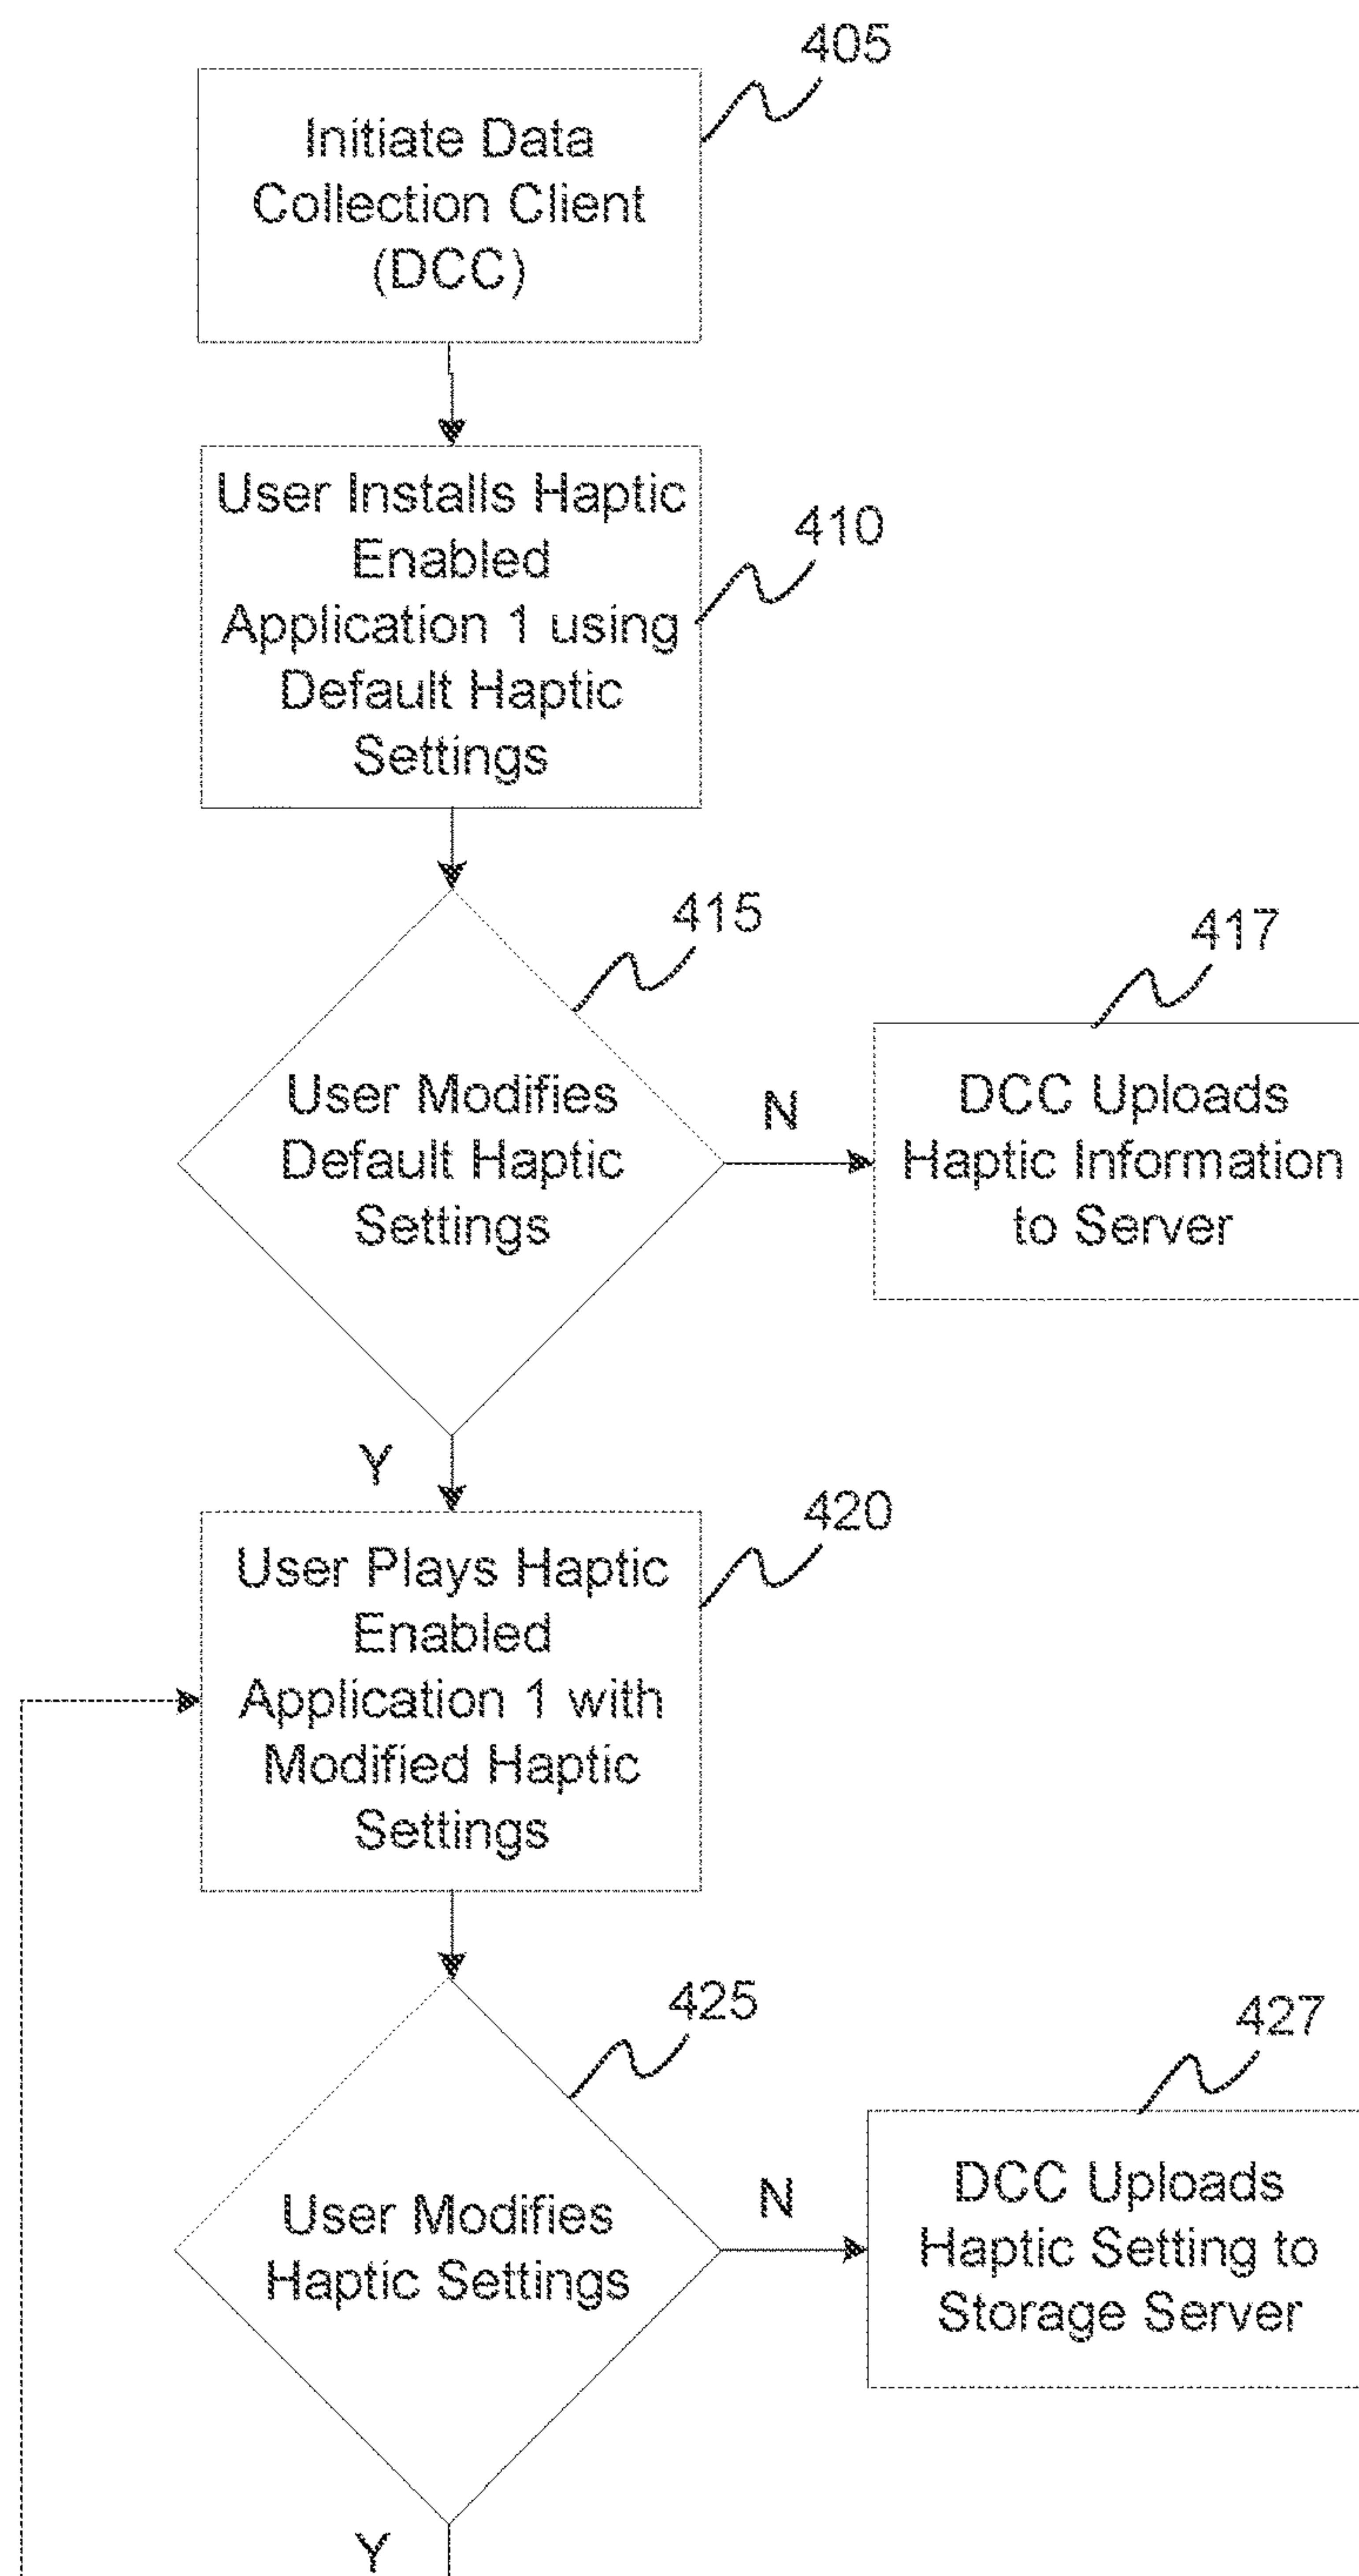 405
Initiate Data
Collection Client
(DCC)
User Installs Haptic
Enabled
Application 1 using
Default Haptic
Settings
410
415
User Modifies
Default Haptic
Settings
N
417
DCC Uploads
Haptic Information
to Server
Y
420
User Plays Haptic
Enabled
Application 1 with
Modified Haptic
Settings
425
User Modifies
Haptic Settings
N
427
DCC Uploads
Haptic Setting to
Storage Server
Y